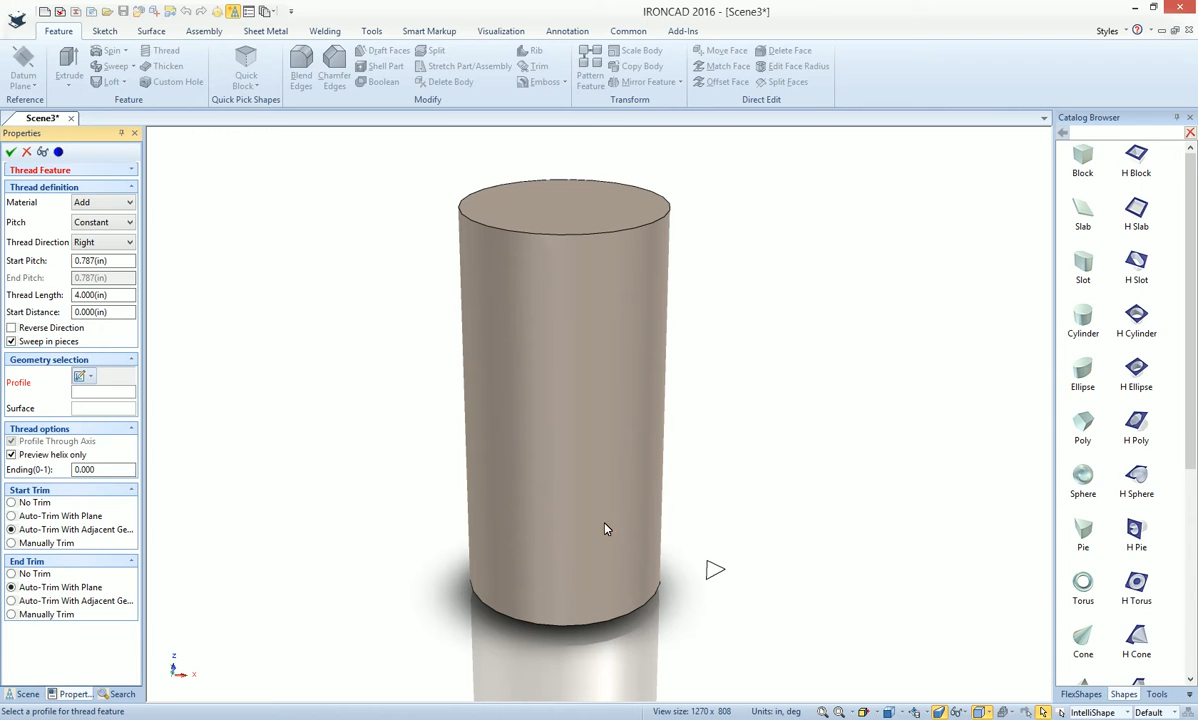 IRONCAD 2016 - [Scene3*]
Feature Sketch Surface Assembly Sheet Metal Welding Tools Smart Markup Visualization Annotation Common Add-Ins Styles
Datum Plane
Reference
Extrude
Spin
Sweep
Loft
Thread
Thicken
Custom Hole
Feature
Quick Block
Quick Pick Shapes
Blend Edges
Chamfer Edges
Draft Faces
Shell Part
Boolean
Split
Stretch Part/Assembly
Delete Body
Rib
Trim
Emboss
Modify
Pattern Feature
Scale Body
Copy Body
Mirror Feature
Transform
Move Face
Match Face
Offset Face
Delete Face
Edit Face Radius
Split Faces
Direct Edit
Scene3*
Properties
Thread Feature
Thread definition
Material Add
Pitch Constant
Thread Direction Right
Start Pitch: 0.787(in)
End Pitch: 0.787(in)
Thread Length: 4.000(in)
Start Distance: 0.000(in)
Reverse Direction
Sweep in pieces
Geometry selection
Profile
Surface
Thread options
Profile Through Axis
Preview helix only
Ending(0-1): 0.000
Start Trim
No Trim
Auto-Trim With Plane
Auto-Trim With Adjacent Ge...
Manually Trim
End Trim
No Trim
Auto-Trim With Plane
Auto-Trim With Adjacent Ge...
Manually Trim
Scene Propert... Search
z
x
Catalog Browser
Block H Block
Slab H Slab
Slot H Slot
Cylinder H Cylinder
Ellipse H Ellipse
Poly H Poly
Sphere H Sphere
Pie H Pie
Torus H Torus
Cone H Cone
FlexShapes Shapes Tools
Select a profile for thread feature
View size: 1270 x 808 Units: in, deg IntelliShape Default